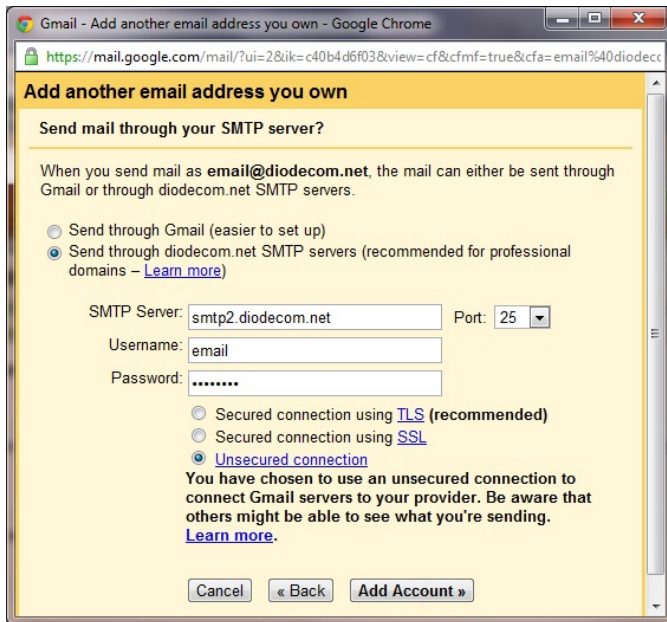 Gmail - Add another email address you own - Google Chrome
https://mail.google.com/mail/?ui=2&ik=c40b4d6f03&view=cf&cfmf=true&cfa=email%40diodecc
Add another email address you own
Send mail through your SMTP server?
When you send mail as email@diodecom.net, the mail can either be sent through
Gmail or through diodecom.net SMTP servers.
Send through Gmail (easier to set up)
Send through diodecom.net SMTP servers (recommended for professional
domains – Learn more)
SMTP Server: smtp2.diodecom.net Port: 25
Username: email
Password: ••••••••
Secured connection using TLS (recommended)
Secured connection using SSL
Unsecured connection
You have chosen to use an unsecured connection to
connect Gmail servers to your provider. Be aware that
others might be able to see what you're sending.
Learn more.
Cancel « Back Add Account »